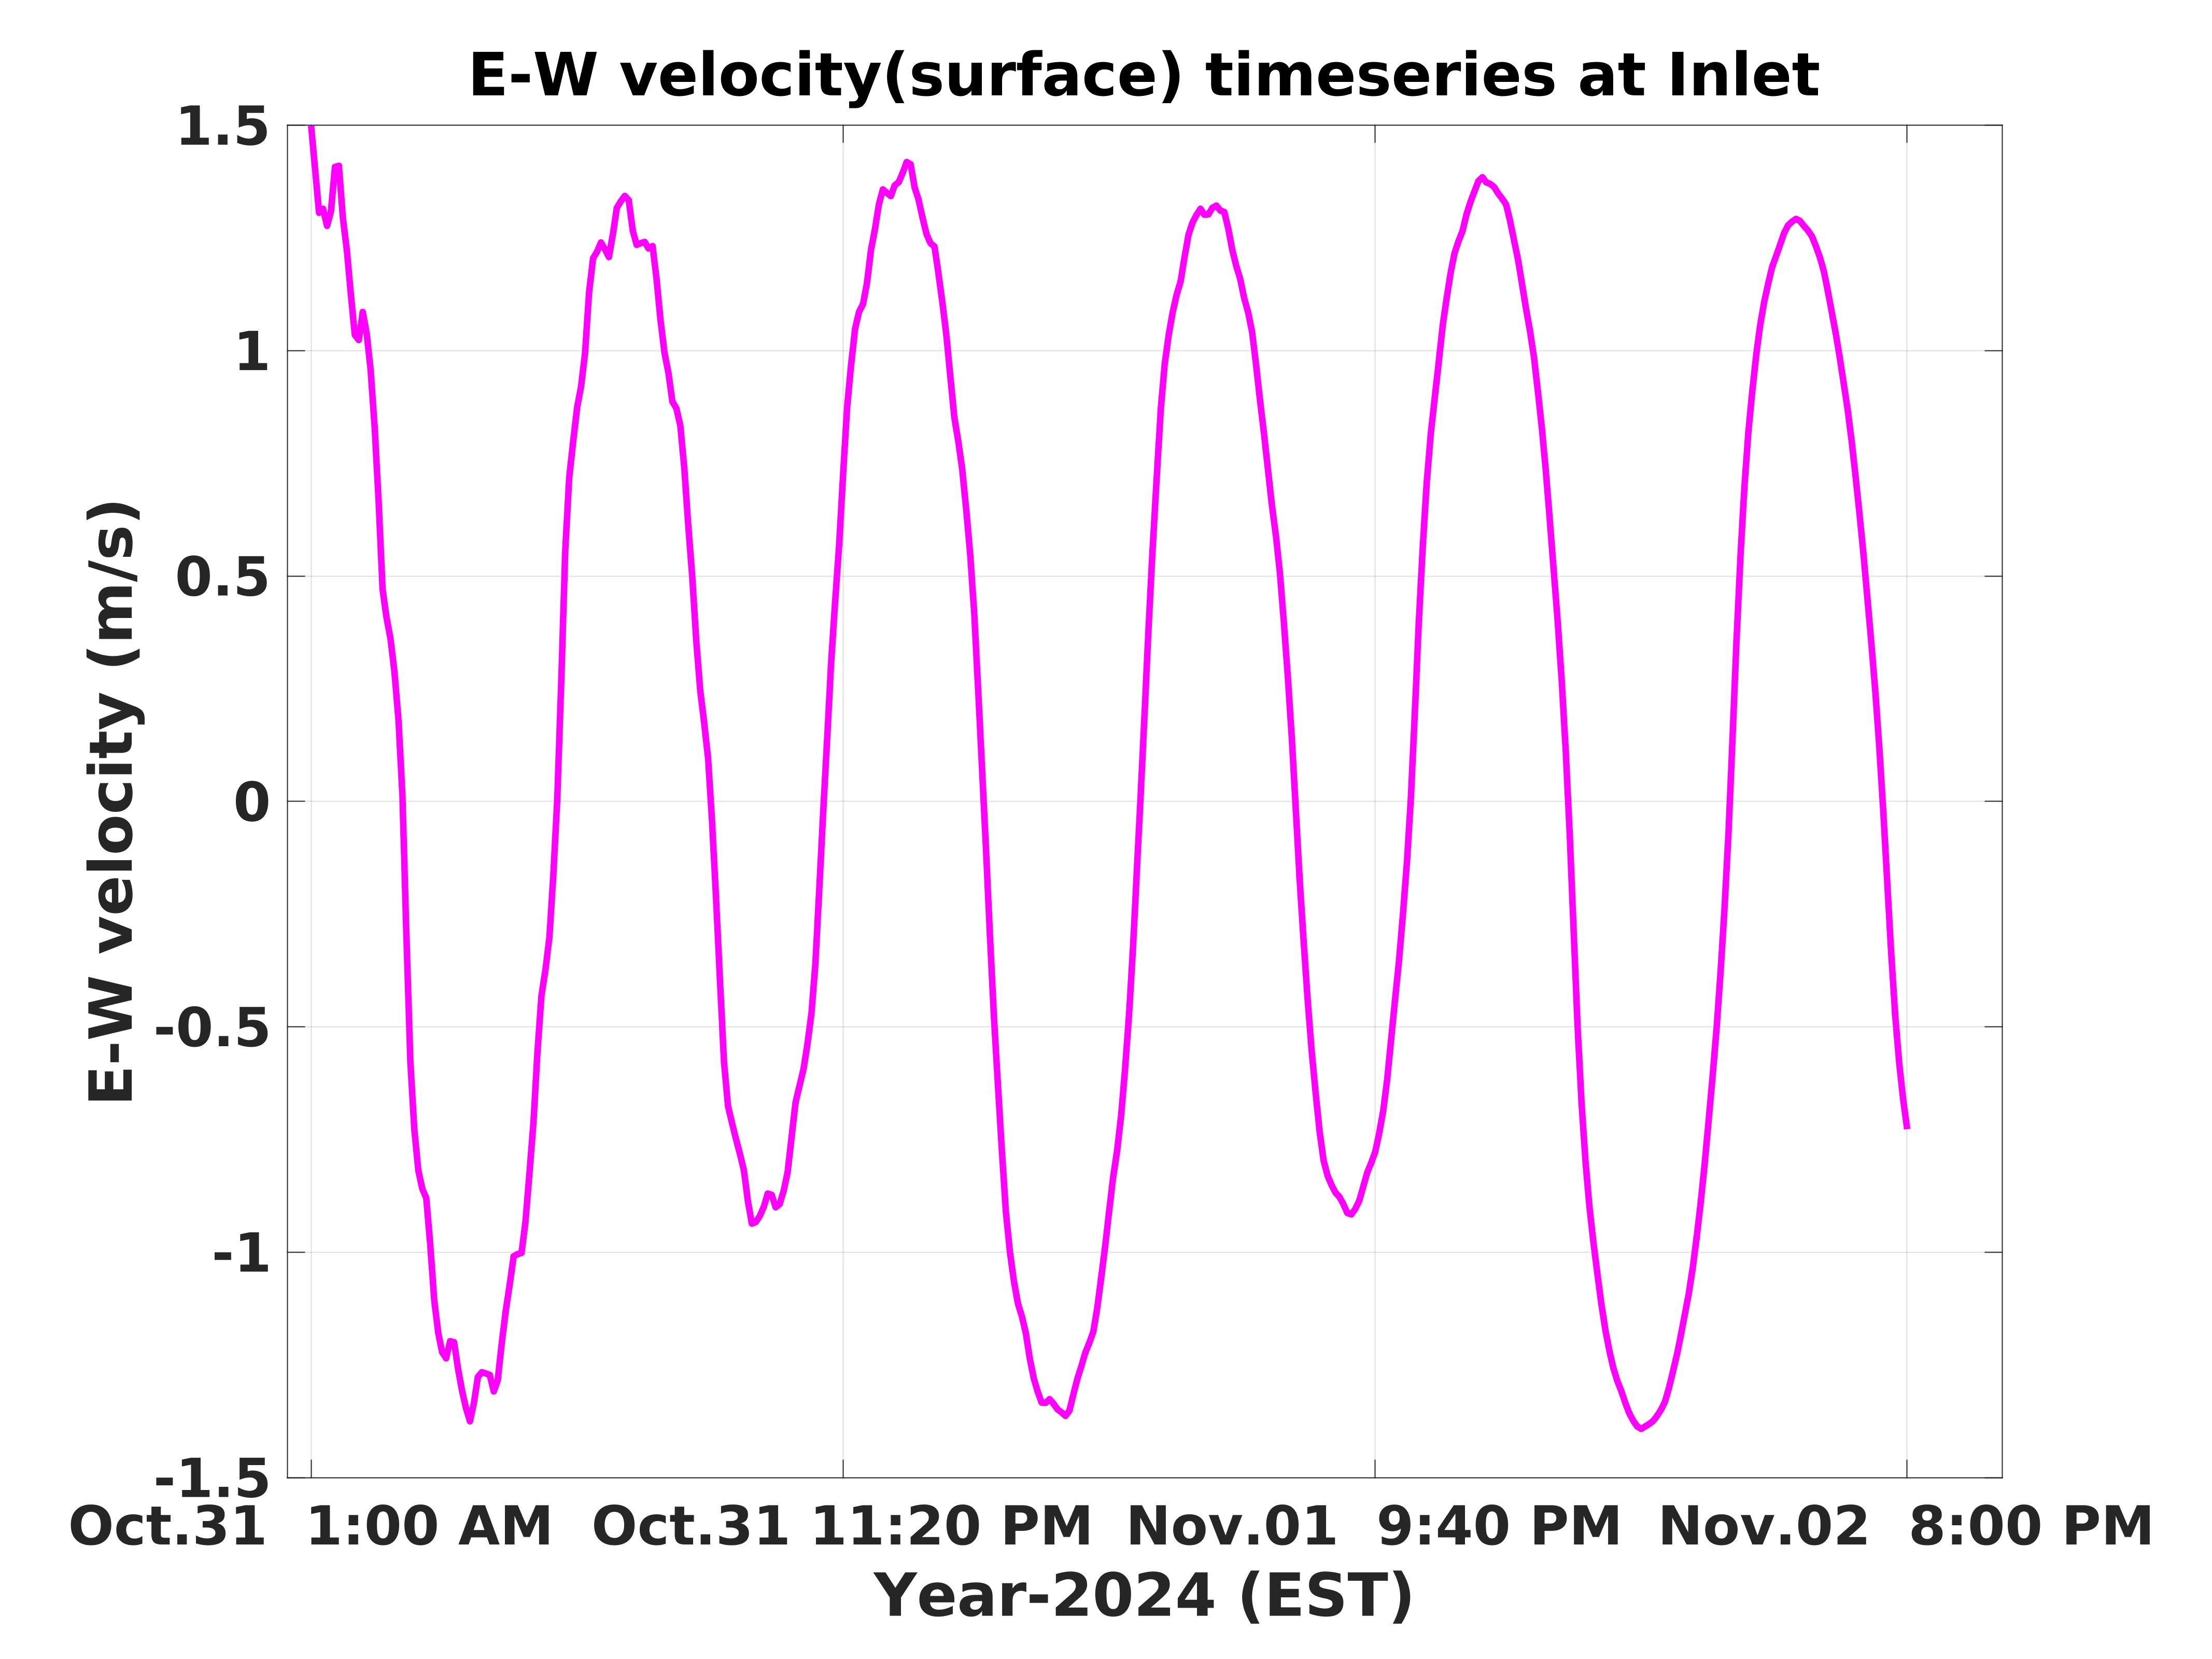 E-W velocity(surface) timeseries at Inlet
E-W velocity (m/s)
1.5
1
0.5
0
-0.5
-1
-1.5
Oct.31 1:00 AM Oct.31 11:20 PM Nov.01 9:40 PM Nov.02 8:00 PM
Year-2024 (EST)